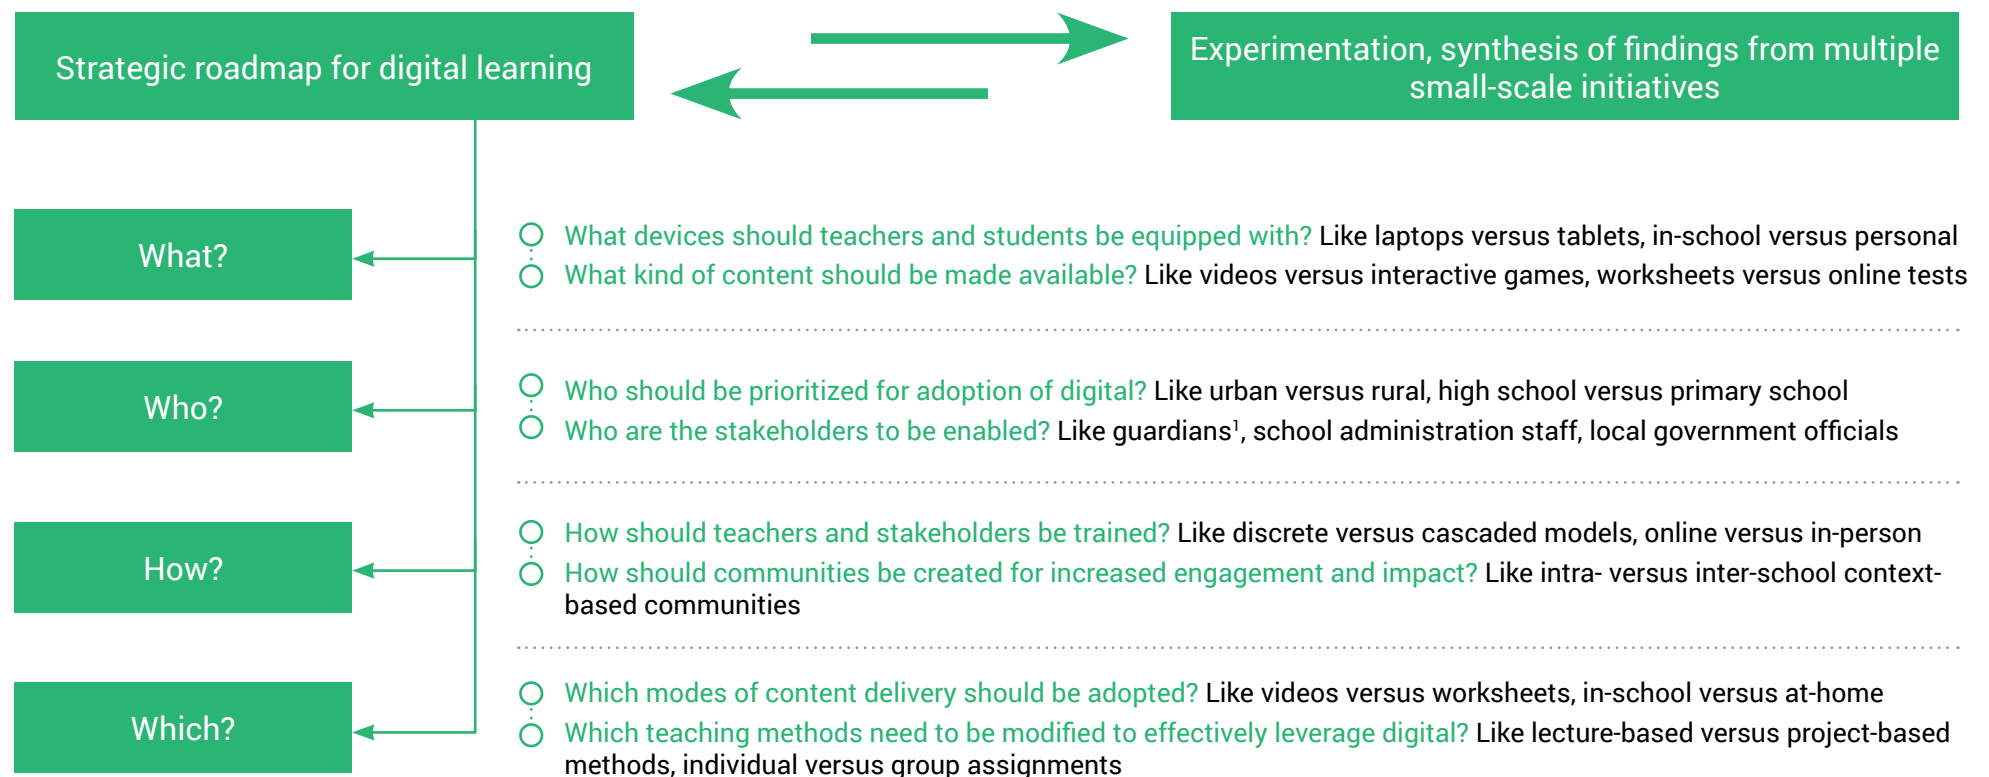 Strategic roadmap for digital learning
Experimentation, synthesis of findings from multiple
small-scale initiatives
What?
What devices should teachers and students be equipped with? Like laptops versus tablets, in-school versus personal
What kind of content should be made available? Like videos versus interactive games, worksheets versus online tests
Who?
Who should be prioritized for adoption of digital? Like urban versus rural, high school versus primary school
Who are the stakeholders to be enabled? Like guardians¹, school administration staff, local government officials
How?
How should teachers and stakeholders be trained? Like discrete versus cascaded models, online versus in-person
How should communities be created for increased engagement and impact? Like intra- versus inter-school context-
based communities
Which?
Which modes of content delivery should be adopted? Like videos versus worksheets, in-school versus at-home
Which teaching methods need to be modified to effectively leverage digital? Like lecture-based versus project-based
methods, individual versus group assignments